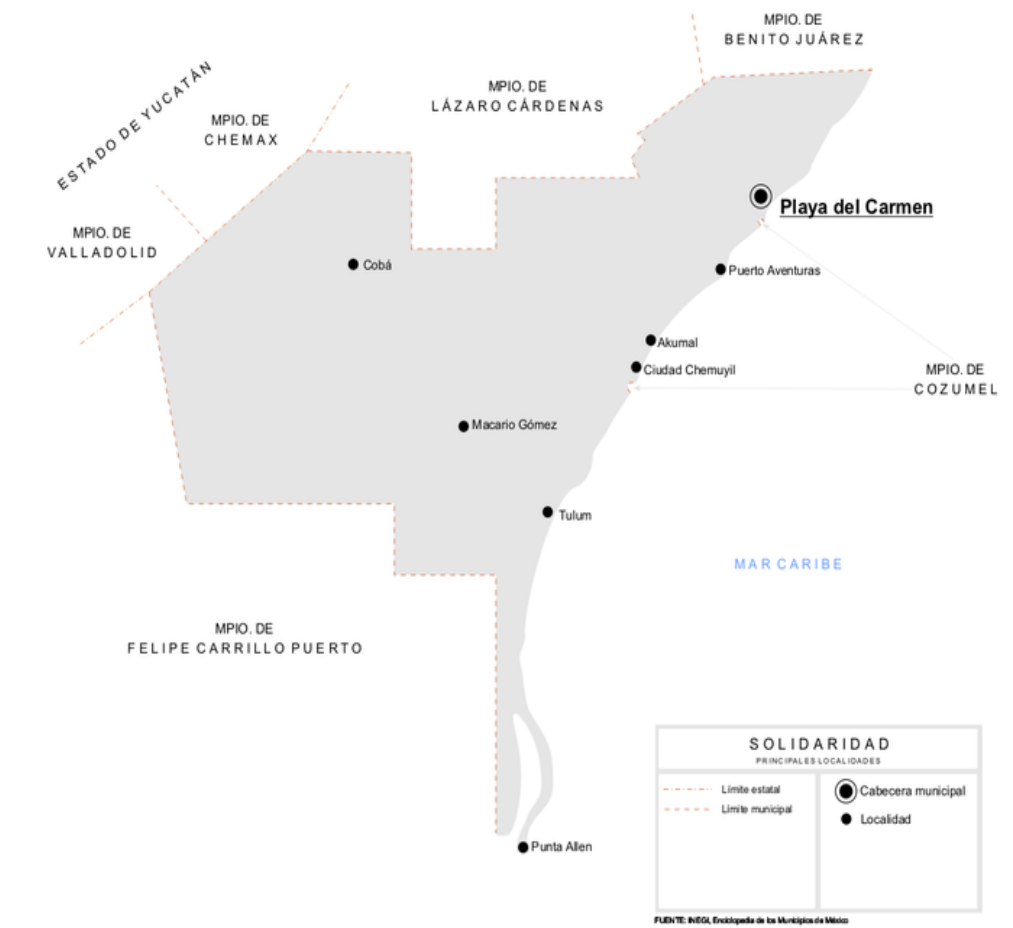 MPIO. DE
BENITO JUÁREZ
ESTADO DE YUCATÁN
MPIO. DE
LÁZARO CÁRDENAS
MPIO. DE
CHEMAX
MPIO. DE
VALLADOLID
Playa del Carmen
Cobá
Puerto Aventuras
Akumal
Ciudad Chemuyil
MPIO. DE
COZUMEL
Macario Gómez
Tulum
MAR CARIBE
MPIO. DE
FELIPE CARRILLO PUERTO
SOLIDARIDAD
PRINCIPALES LOCALIDADES
Límite estatal
Límite municipal
Cabecera municipal
Localidad
Punta Allen
FUENTE: INEGI, Enciclopedia de los Municipios de México